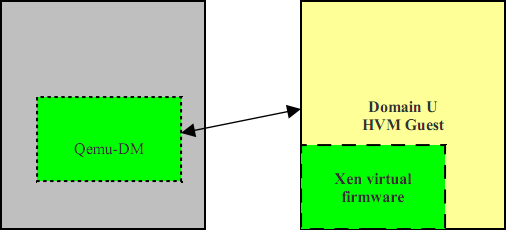 Qemu-DM
Domain U
HVM Guest
Xen virtual
firmware